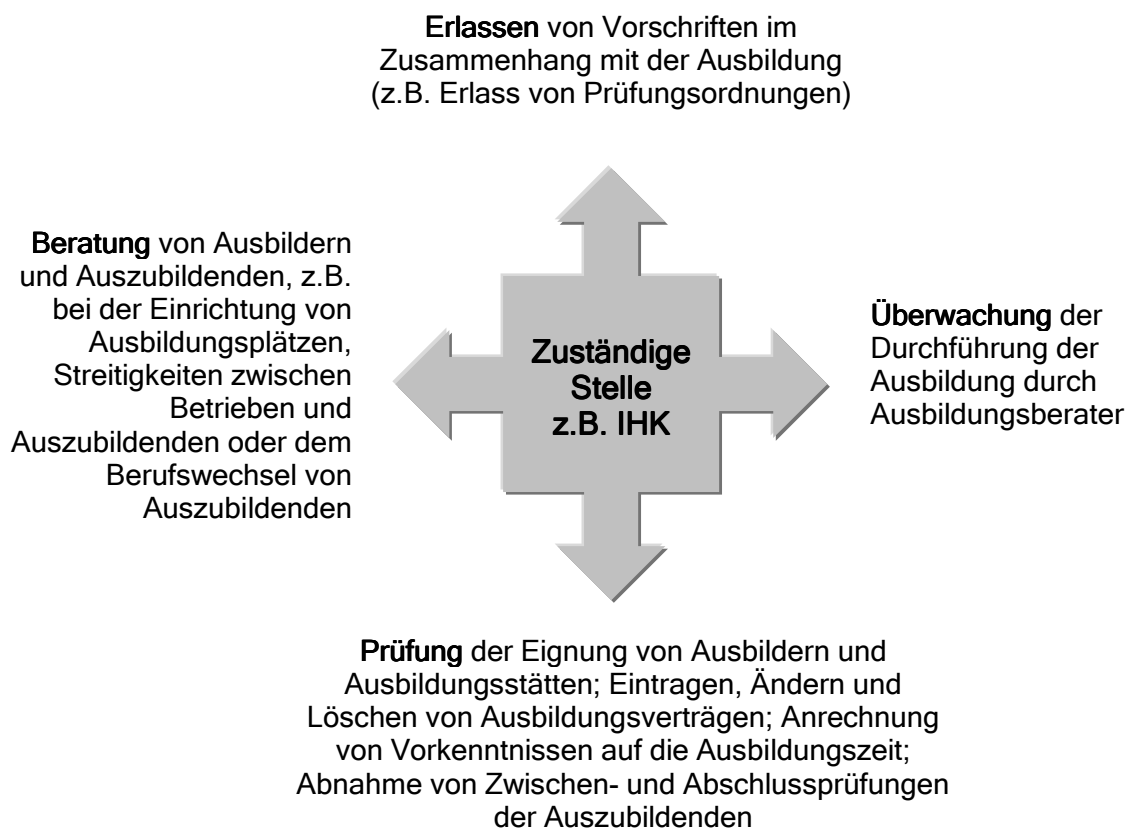 Erlassen von Vorschriften im
Zusammenhang mit der Ausbildung
(z.B. Erlass von Prüfungsordnungen)
Beratung von Ausbildern
und Auszubildenden, z.B.
bei der Einrichtung von
Ausbildungsplätzen,
Streitigkeiten zwischen
Betrieben und
Auszubildenden oder dem
Berufswechsel von
Auszubildenden
Zuständige
Stelle
z.B. IHK
Überwachung der
Durchführung der
Ausbildung durch
Ausbildungsberater
Prüfung der Eignung von Ausbildern und
Ausbildungsstätten; Eintragen, Ändern und
Löschen von Ausbildungsverträgen; Anrechnung
von Vorkenntnissen auf die Ausbildungszeit;
Abnahme von Zwischen- und Abschlussprüfungen
der Auszubildenden